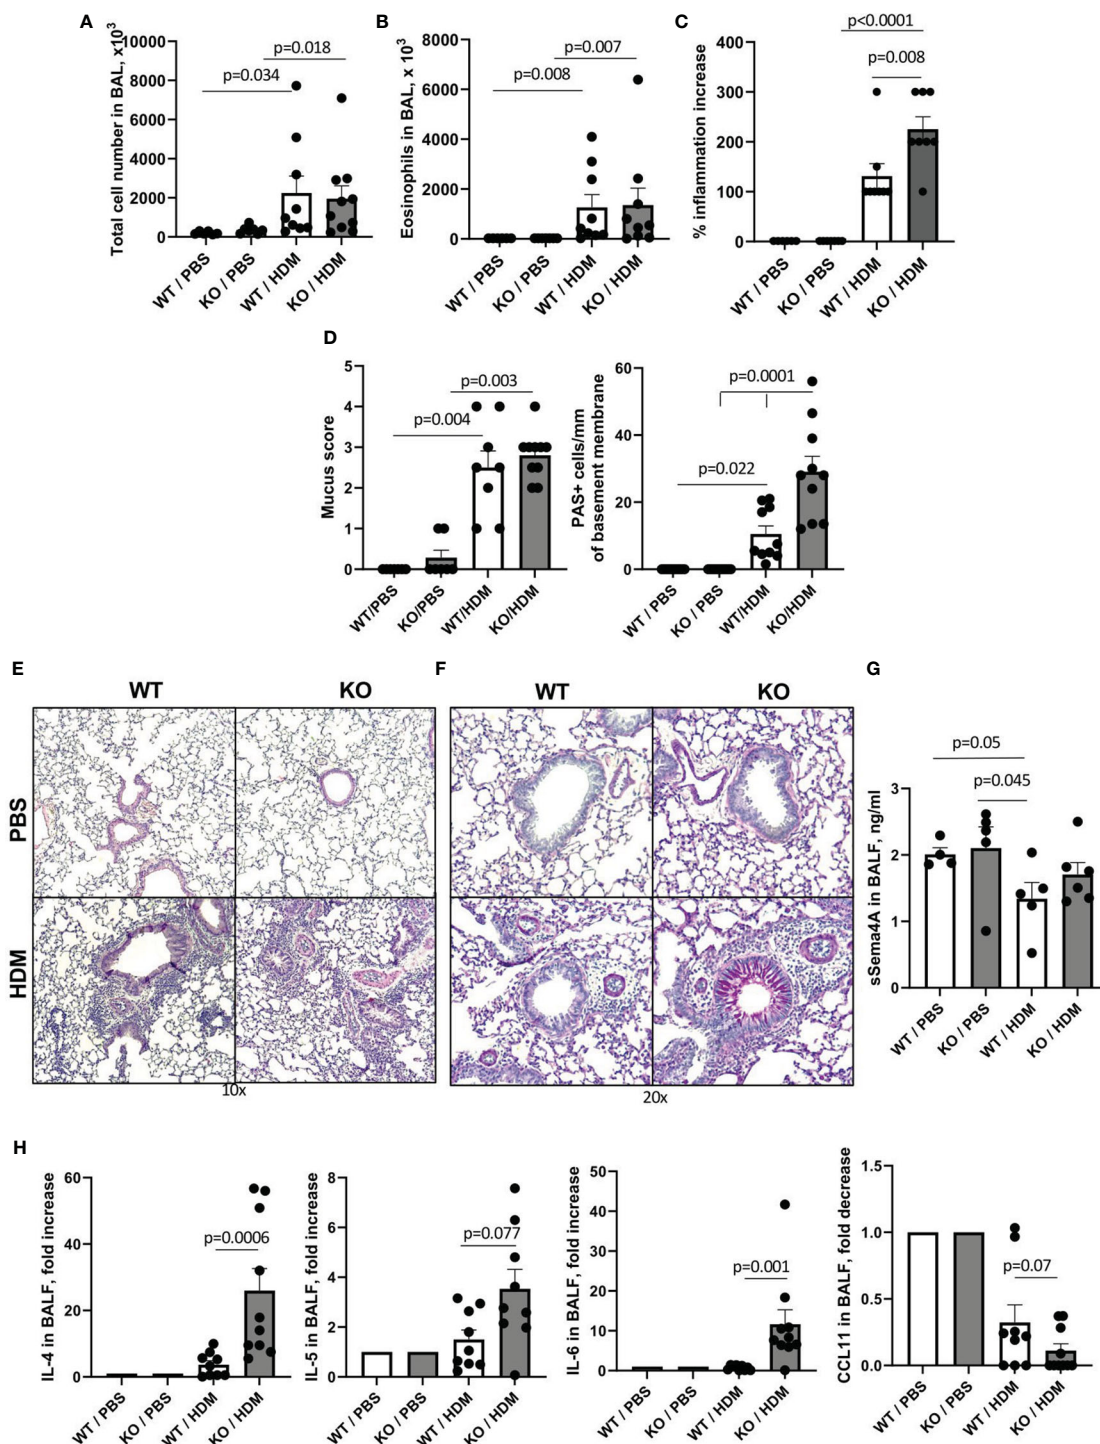 A
Total cell number in BAL, x10³
10000
8000
6000
4000
2000
0
p=0.018
p=0.034
WT / PBS
KO / PBS
WT / HDM
KO / HDM
B
Eosinophils in BAL, x 10³
8000
6000
4000
2000
0
p=0.007
p=0.008
WT / PBS
KO / PBS
WT / HDM
KO / HDM
C
% inflammation increase
400
300
200
100
0
p<0.0001
p=0.008
WT / PBS
KO / PBS
WT / HDM
KO / HDM
D
Mucus score
5
4
3
2
1
0
p=0.003
p=0.004
WT/PBS
KO/PBS
WT/HDM
KO/HDM
PAS+ cells/mm
of basement membrane
60
40
20
0
p=0.0001
p=0.022
WT / PBS
KO / PBS
WT/HDM
KO/HDM
E
WT
KO
PBS
HDM
10x
F
WT
KO
20x
G
sSema4A in BALF, ng/ml
3
2
1
0
p=0.05
p=0.045
WT / PBS
KO / PBS
WT / HDM
KO / HDM
H
IL-4 in BALF, fold increase
60
40
20
0
p=0.0006
WT / PBS
KO / PBS
WT / HDM
KO / HDM
IL-5 in BALF, fold increase
8
6
4
2
0
p=0.077
WT / PBS
KO / PBS
WT / HDM
KO / HDM
IL-6 in BALF, fold increase
50
40
30
20
10
0
p=0.001
WT / PBS
KO / PBS
WT / HDM
KO / HDM
CCL11 in BALF, fold decrease
1.5
1.0
0.5
0.0
p=0.07
WT / PBS
KO / PBS
WT / HDM
KO / HDM